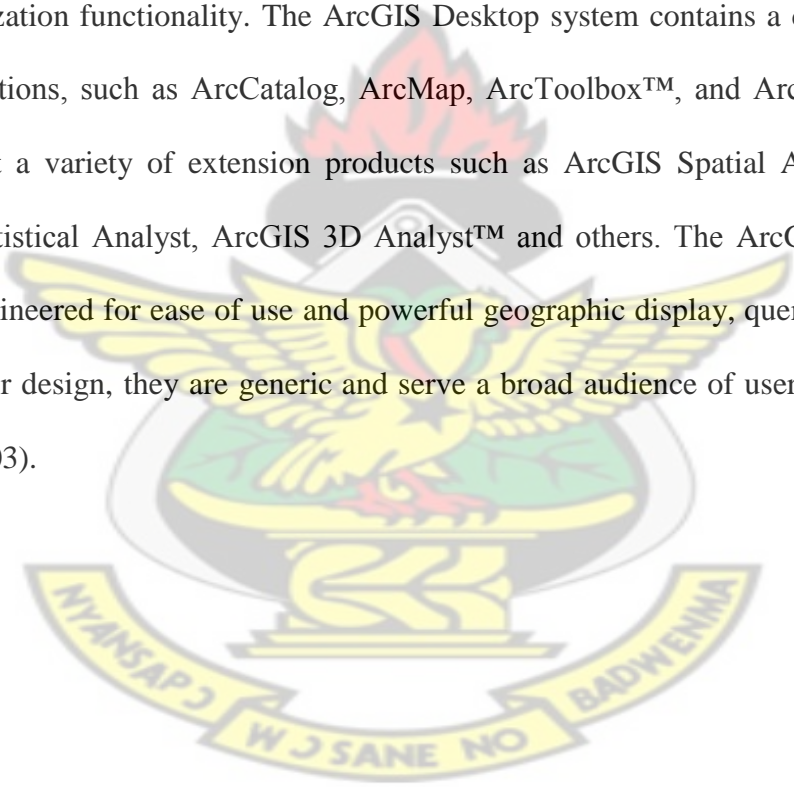 zation functionality. The ArcGIS Desktop system contains a
tions, such as ArcCatalog, ArcMap, ArcToolbox™, and Arc
a variety of extension products such as ArcGIS Spatial A
tistical Analyst, ArcGIS 3D Analyst™ and others. The ArcG
ineered for ease of use and powerful geographic display, quer
r design, they are generic and serve a broad audience of user
03).
NYANSAPƆ WƆ SANE NO BADWENMA